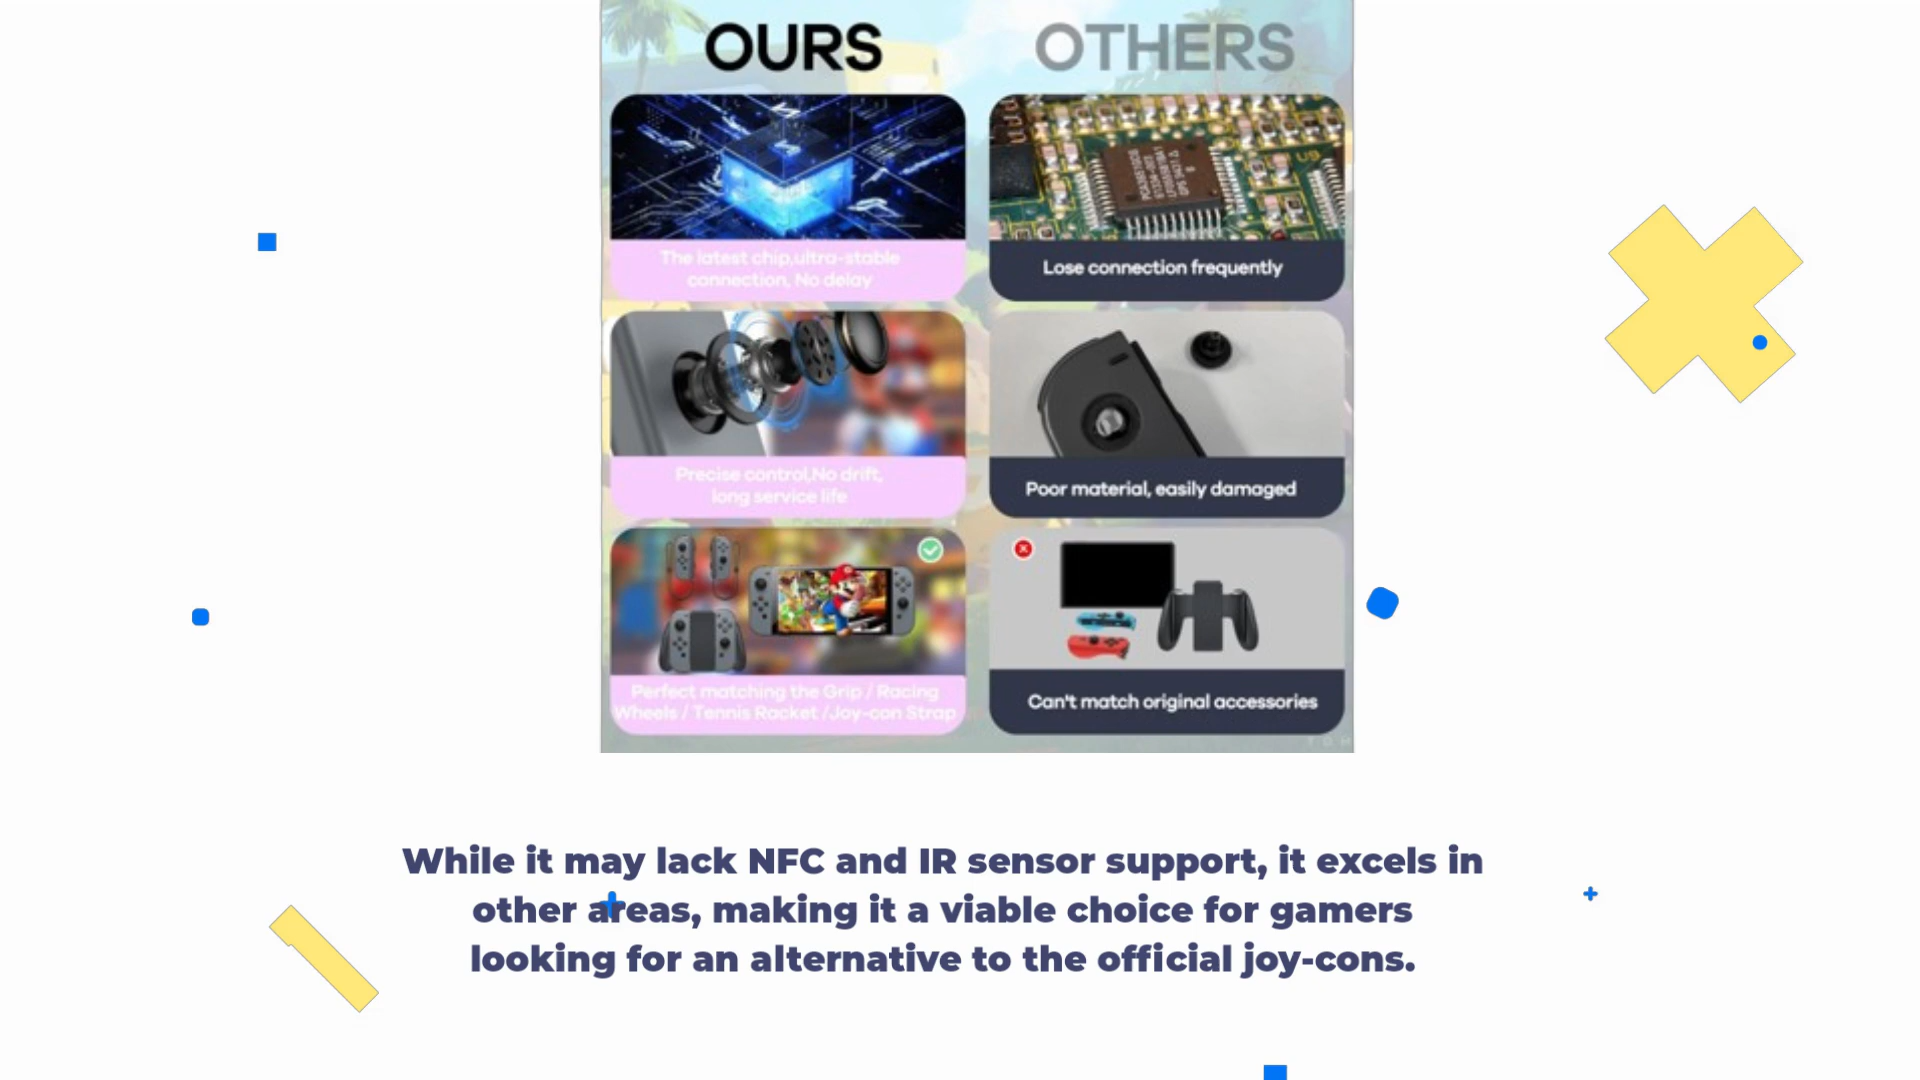 OURS
OTHERS
The latest chip,ultra-stable
connection, No delay
Lose connection frequently
Precise control,No drift,
long service life
Poor material, easily damaged
Perfect matching the Grip / Racing
Wheels / Tennis Racket /Joy-con Strap
Can't match original accessories
While it may lack NFC and IR sensor support, it excels in
other areas, making it a viable choice for gamers
looking for an alternative to the official joy-cons.